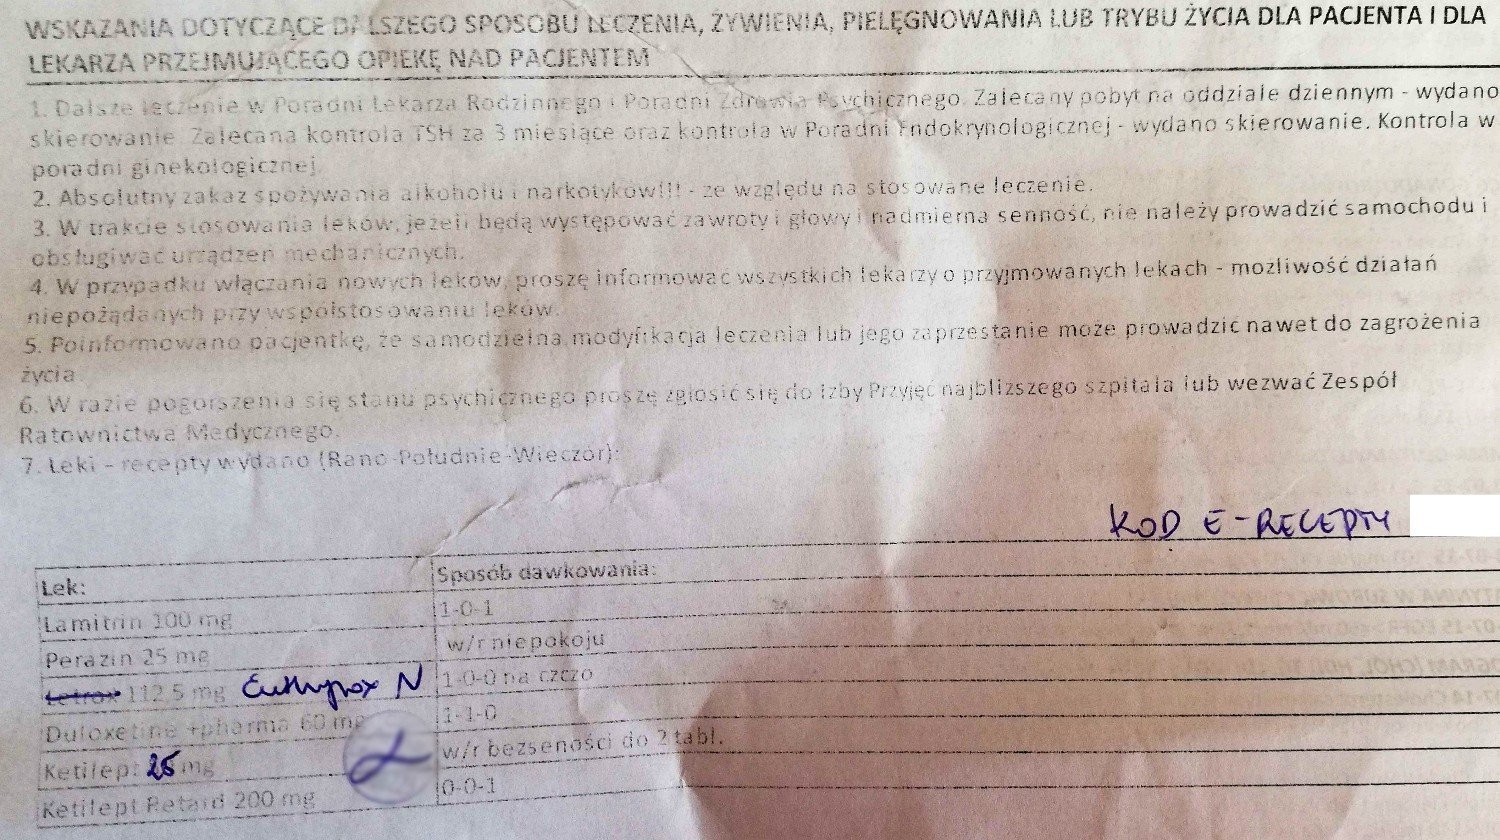 WSKAZANIA DOTYCZĄCE DALSZEGO SPOSOBU LECZENIA, ŻYWIENIA, PIELĘGNOWANIA LUB TRYBU ŻYCIA DLA PACJENTA I DLA
LEKARZA PRZEJMUJĄCEGO OPIEKĘ NAD PACJENTEM
1. Dalsze leczenie w Poradni Lekarza Rodzinnego i Poradni Zdrowia Psychicznego. Zalecany pobyt na oddziale dziennym - wydano
skierowanie. Zalecana kontrola TSH za 3 miesiące oraz kontrola w Poradni Endokrynologicznej - wydano skierowanie. Kontrola w
poradni ginekologicznej.
2. Absolutny zakaz spożywania alkoholu i narkotyków!!! - ze względu na stosowane leczenie.
3. W trakcie stosowania leków, jeżeli będą występować zawroty i głowy i nadmierna senność, nie należy prowadzić samochodu i
obsługiwać urządzeń mechanicznych.
4. W przypadku włączania nowych leków, proszę informować wszystkich lekarzy o przyjmowanych lekach - możliwość działań
niepożądanych przy współstosowaniu leków.
5. Poinformowano pacjentkę, że samodzielna modyfikacja leczenia lub jego zaprzestanie może prowadzić nawet do zagrożenia
życia.
6. W razie pogorszenia się stanu psychicznego proszę zgłosić się do Izby Przyjęć najbliższego szpitala lub wezwać Zespół
Ratownictwa Medycznego.
7. Leki – recepty wydano (Rano-Południe-Wieczór):
KOD E-RECEPTY
Lek: Sposób dawkowania:
Lamitrin 100 mg 1-0-1
Perazin 25 mg w/r niepokoju
Letrox 112,5 mg Euthyrox N 1-0-0 na czczo
Duloxetine +pharma 60 mg 1-1-0
Ketilept 25 mg w/r bezseności do 2 tabl.
Ketilept Retard 200 mg 0-0-1